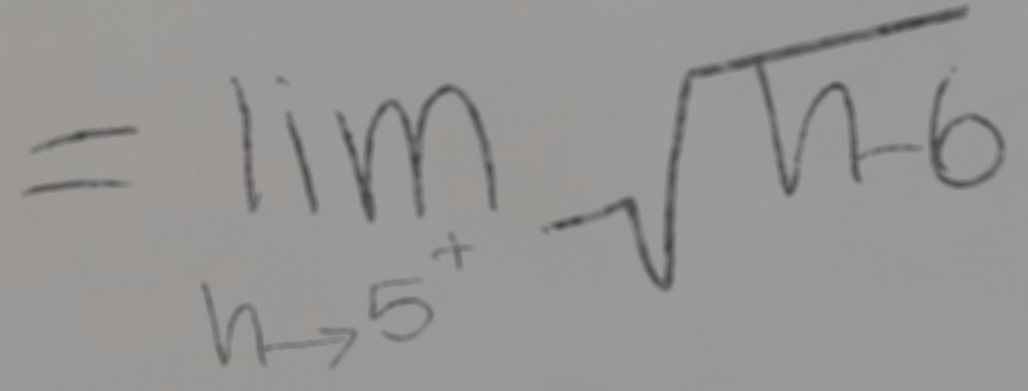 = lim √n-6
n→5⁺